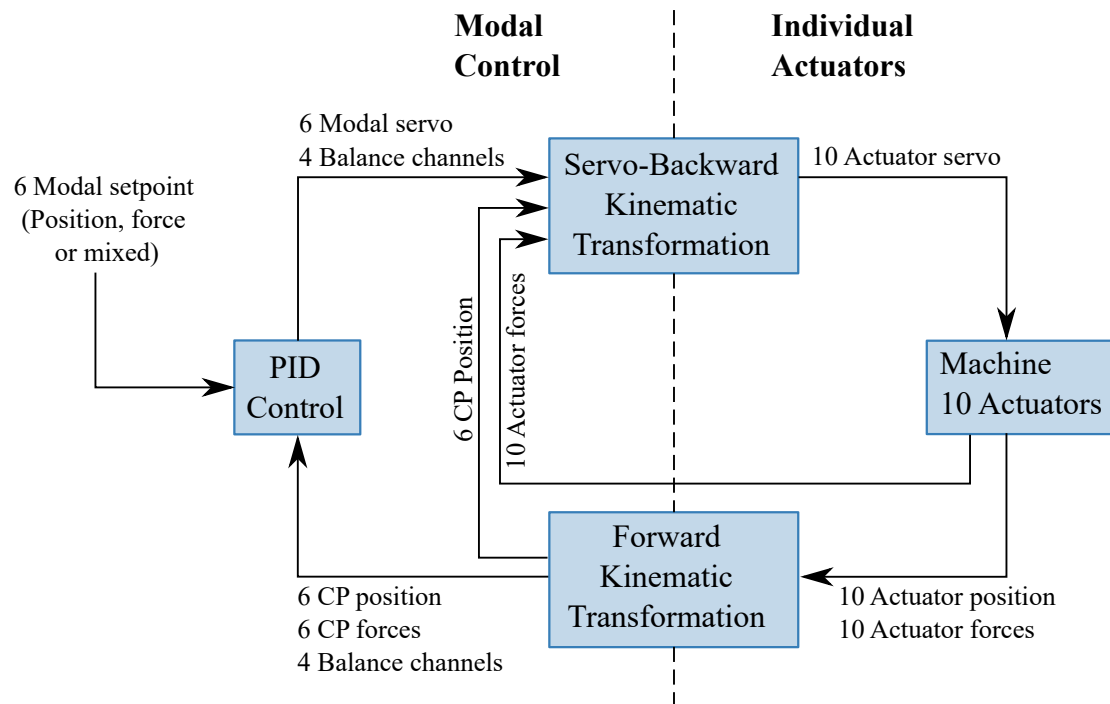 Modal
Control
Individual
Actuators
6 Modal servo
4 Balance channels
Servo-Backward
Kinematic
Transformation
10 Actuator servo
6 Modal setpoint
(Position, force
or mixed)
6 CP Position
10 Actuator forces
PID
Control
Machine
10 Actuators
Forward
Kinematic
Transformation
6 CP position
6 CP forces
4 Balance channels
10 Actuator position
10 Actuator forces